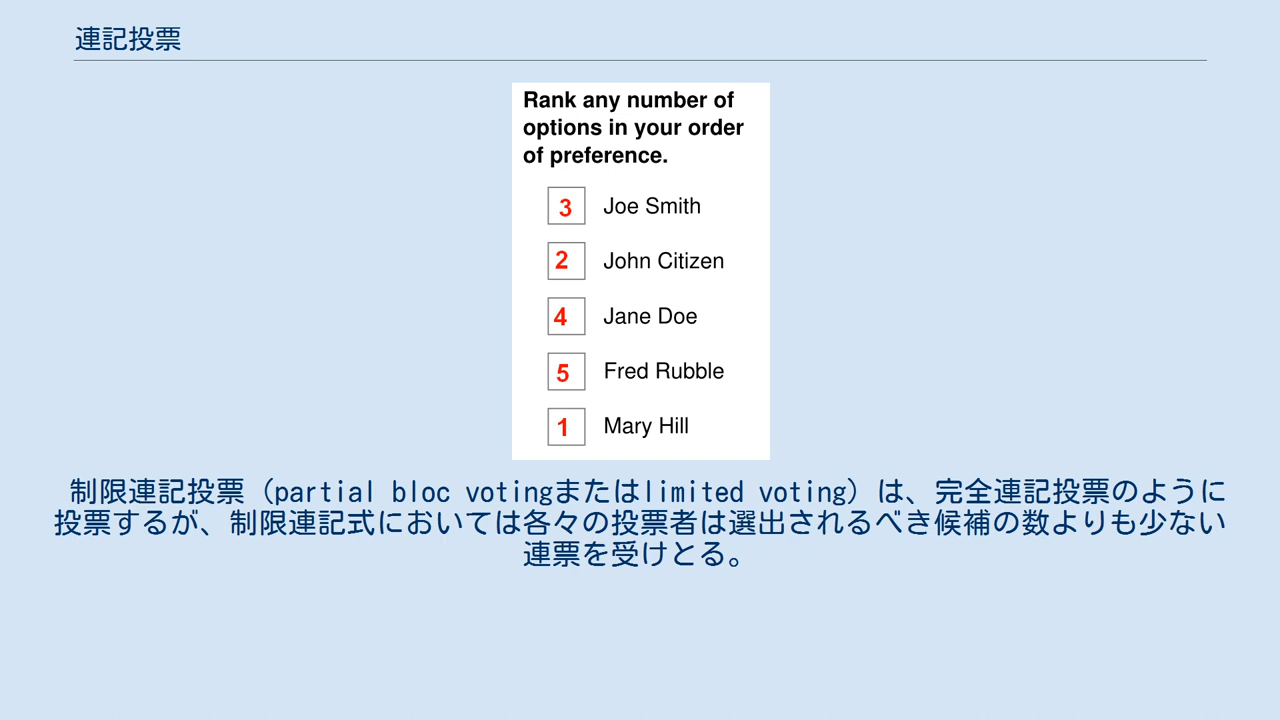 連記投票
Rank any number of
options in your order
of preference.
3 Joe Smith
2 John Citizen
4 Jane Doe
5 Fred Rubble
1 Mary Hill
制限連記投票（partial bloc votingまたはlimited voting）は、完全連記投票のように
投票するが、制限連記式においては各々の投票者は選出されるべき候補の数よりも少ない
連票を受けとる。